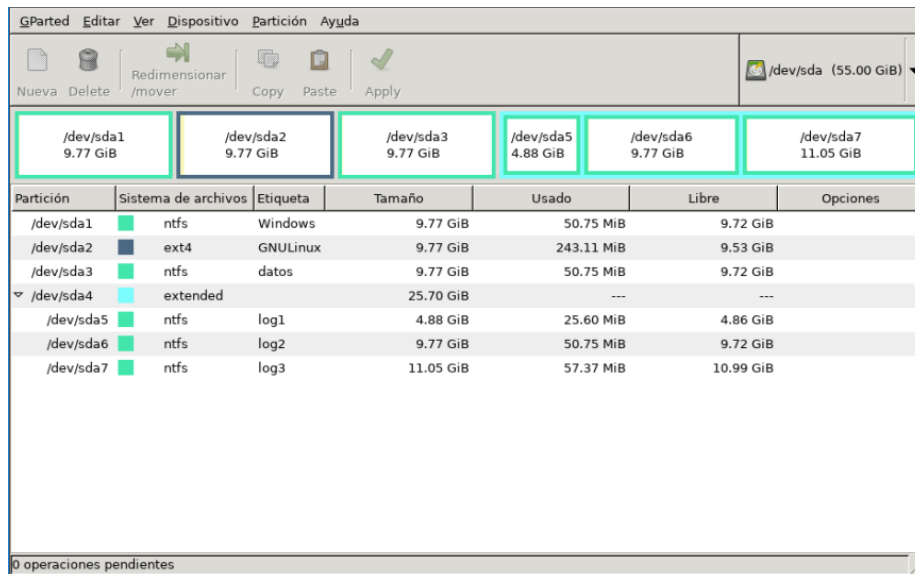 GParted Editar Ver Dispositivo Partición Ayuda
Nueva Delete Redimensionar /mover Copy Paste Apply /dev/sda (55.00 GiB)
/dev/sda1 /dev/sda2 /dev/sda3 /dev/sda5 /dev/sda6 /dev/sda7
9.77 GiB 9.77 GiB 9.77 GiB 4.88 GiB 9.77 GiB 11.05 GiB
Partición Sistema de archivos Etiqueta Tamaño Usado Libre Opciones
/dev/sda1 ntfs Windows 9.77 GiB 50.75 MiB 9.72 GiB
/dev/sda2 ext4 GNULinux 9.77 GiB 243.11 MiB 9.53 GiB
/dev/sda3 ntfs datos 9.77 GiB 50.75 MiB 9.72 GiB
/dev/sda4 extended 25.70 GiB --- ---
/dev/sda5 ntfs log1 4.88 GiB 25.60 MiB 4.86 GiB
/dev/sda6 ntfs log2 9.77 GiB 50.75 MiB 9.72 GiB
/dev/sda7 ntfs log3 11.05 GiB 57.37 MiB 10.99 GiB
0 operaciones pendientes